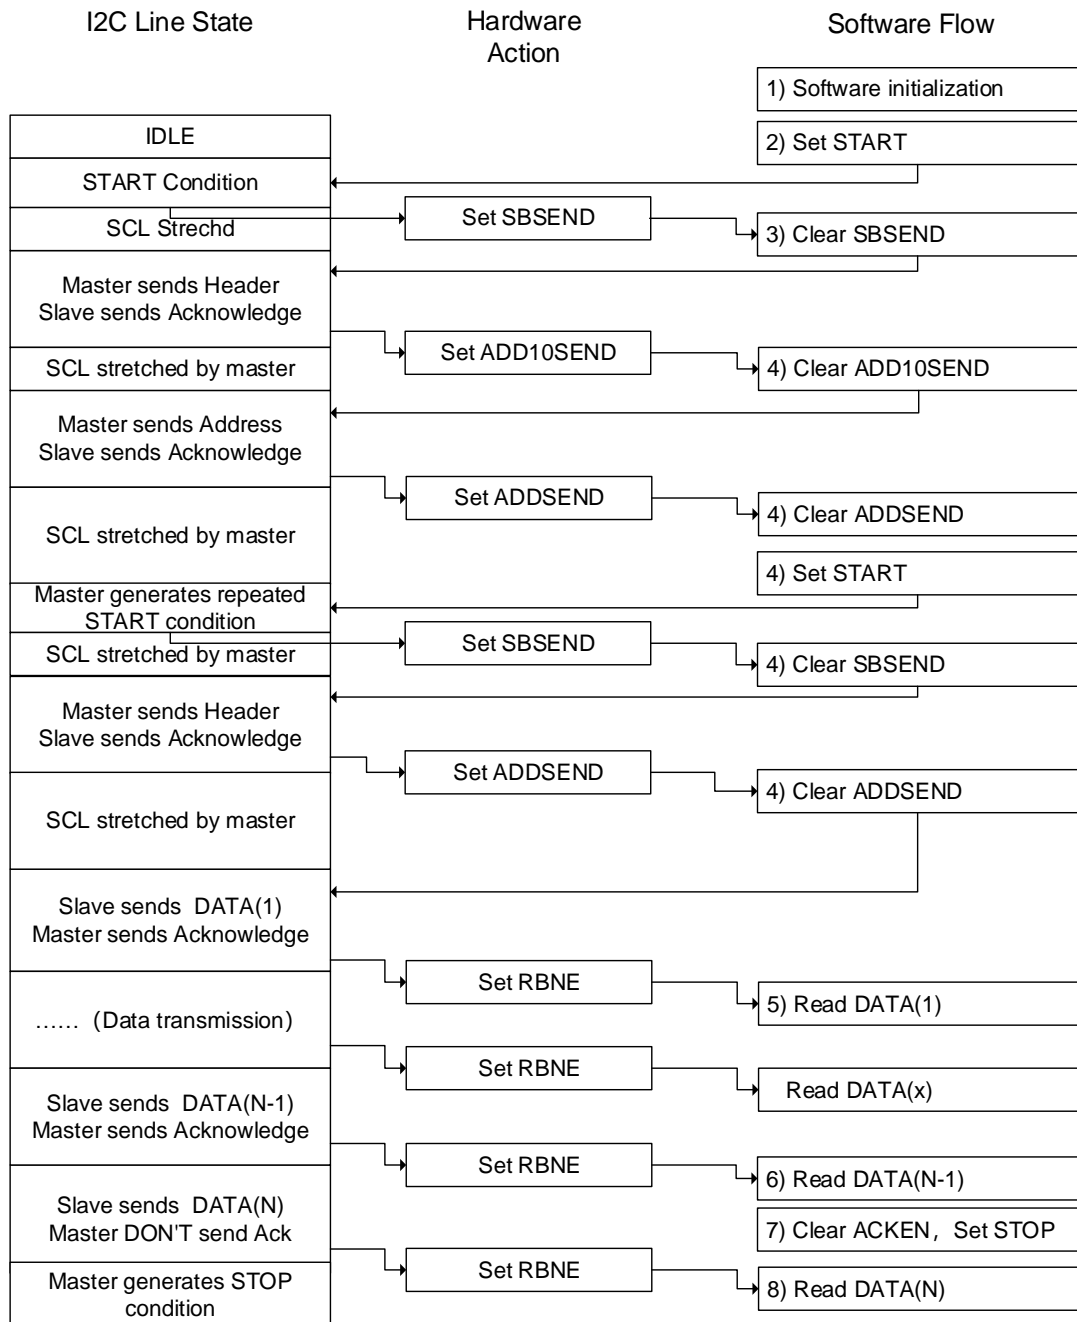 I2C Line State
Hardware
Action
Software Flow
1) Software initialization
IDLE
2) Set START
START Condition
Set SBSEND
SCL Strechd
3) Clear SBSEND
Master sends Header
Slave sends Acknowledge
Set ADD10SEND
SCL stretched by master
4) Clear ADD10SEND
Master sends Address
Slave sends Acknowledge
Set ADDSEND
4) Clear ADDSEND
SCL stretched by master
4) Set START
Master generates repeated
START condition
Set SBSEND
SCL stretched by master
4) Clear SBSEND
Master sends Header
Slave sends Acknowledge
Set ADDSEND
4) Clear ADDSEND
SCL stretched by master
Slave sends DATA(1)
Master sends Acknowledge
Set RBNE
5) Read DATA(1)
…… (Data transmission)
Set RBNE
Read DATA(x)
Slave sends DATA(N-1)
Master sends Acknowledge
Set RBNE
6) Read DATA(N-1)
Slave sends DATA(N)
Master DON'T send Ack
7) Clear ACKEN, Set STOP
Set RBNE
8) Read DATA(N)
Master generates STOP
condition